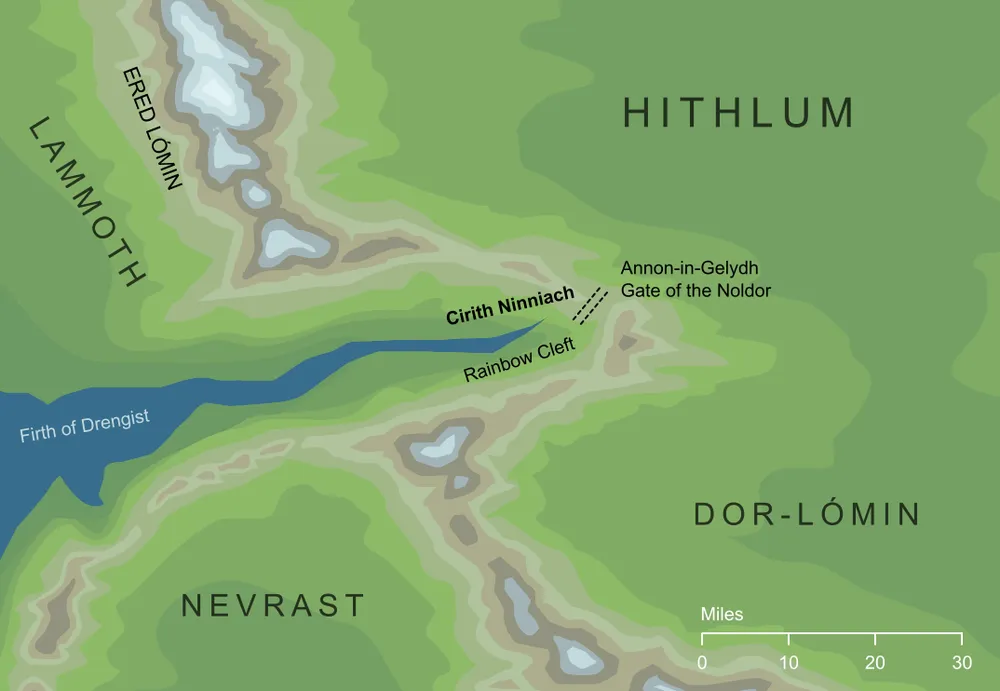 ERED LÓMIN
LAMMOTH
HITHLUM
Annon-in-Gelydh
Gate of the Noldor
Cirith Ninniach
Rainbow Cleft
Firth of Drengist
DOR-LÓMIN
NEVRAST
Miles
0 10 20 30